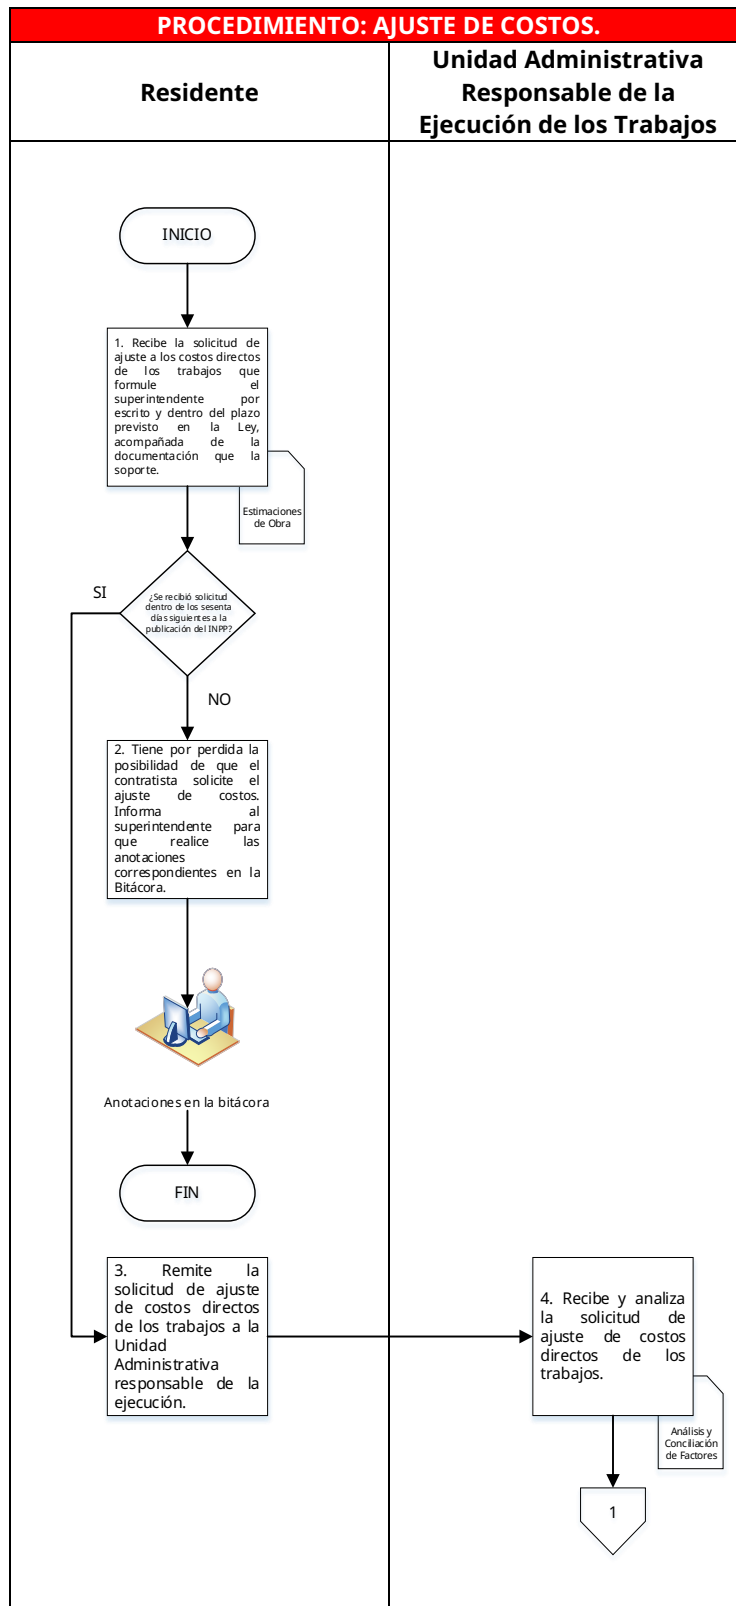 PROCEDIMIENTO: AJUSTE DE COSTOS.
Residente
Unidad Administrativa
Responsable de la
Ejecución de los Trabajos
INICIO
1. Recibe la solicitud de
ajuste a los costos directos
de los trabajos que
formule el
superintendente por
escrito y dentro del plazo
previsto en la Ley,
acompañada de la
documentación que la
soporte.
Estimaciones
de Obra
¿Se recibió solicitud
dentro de los sesenta
días siguientes a la
publicación del INPP?
SI
NO
2. Tiene por perdida la
posibilidad de que el
contratista solicite el
ajuste de costos.
Informa al
superintendente para
que realice las
anotaciones
correspondientes en la
Bitácora.
Anotaciones en la bitácora
FIN
3. Remite la
solicitud de ajuste
de costos directos
de los trabajos a la
Unidad
Administrativa
responsable de la
ejecución.
4. Recibe y analiza
la solicitud de
ajuste de costos
directos de los
trabajos.
Análisis y
Conciliación
de Factores
1